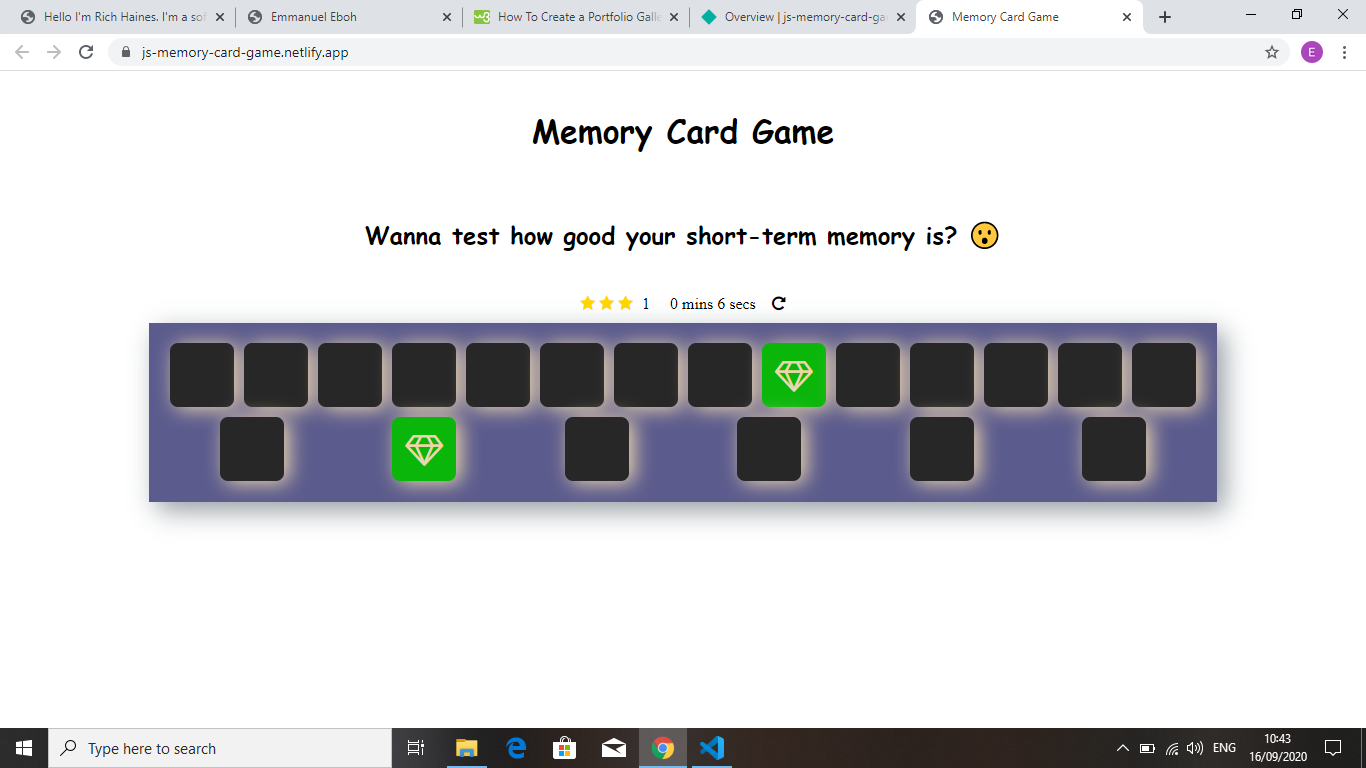 Hello I'm Rich Haines. I'm a sof
Emmanuel Eboh
How To Create a Portfolio Galle
Overview | js-memory-card-ga
Memory Card Game
js-memory-card-game.netlify.app
E
Memory Card Game
Wanna test how good your short-term memory is? 😮
1 0 mins 6 secs
Type here to search
ENG
10:43
16/09/2020